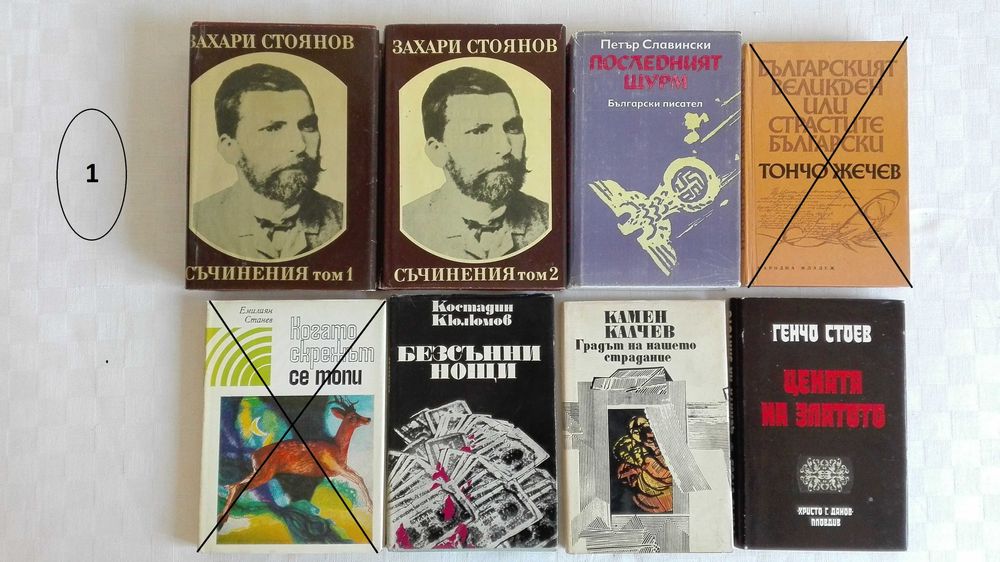 1
ЗАХАРИ СТОЯНОВ
СЪЧИНЕНИЯ том 1
ЗАХАРИ СТОЯНОВ
СЪЧИНЕНИЯ том 2
Петър Славински
ПОСЛЕДНИЯТ
ЩУРМ
Български писател
БЪЛГАРСКИЯТ
ВЕЛИКДЕН
ИЛИ
СТРАСТИТЕ
БЪЛГАРСКИ
ТОНЧО ЖЕЧЕВ
НАРОДНА МЛАДЕЖ
Емилиян
Станев
Когато
скрежът
се топи
Костадин
Кюлюмов
БЕЗСЪННИ
НОЩИ
КАМЕН
КАЛЧЕВ
Градът на нашето
страдание
ГЕНЧО СТОЕВ
ЦЕНАТА
НА ЗЛАТОТО
ХРИСТО Г. ДАНОВ
ПЛОВДИВ